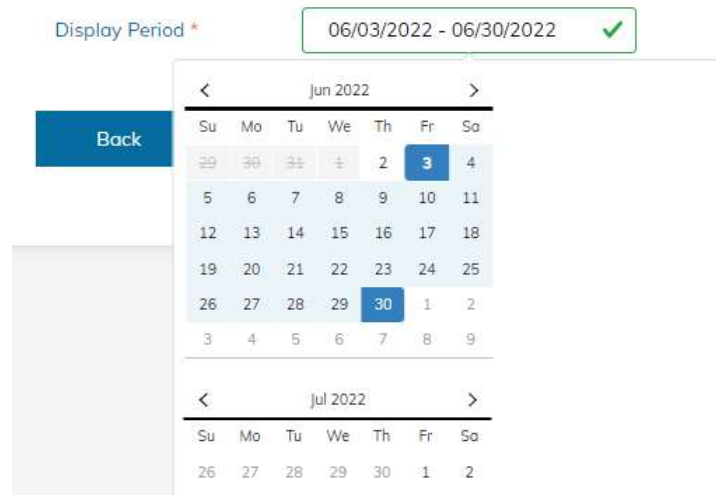 Display Period *
06/03/2022 - 06/30/2022
Back
Jun 2022
Su Mo Tu We Th Fr Sa
29 30 31 1 2 3 4
5 6 7 8 9 10 11
12 13 14 15 16 17 18
19 20 21 22 23 24 25
26 27 28 29 30 1 2
3 4 5 6 7 8 9
Jul 2022
Su Mo Tu We Th Fr Sa
26 27 28 29 30 1 2